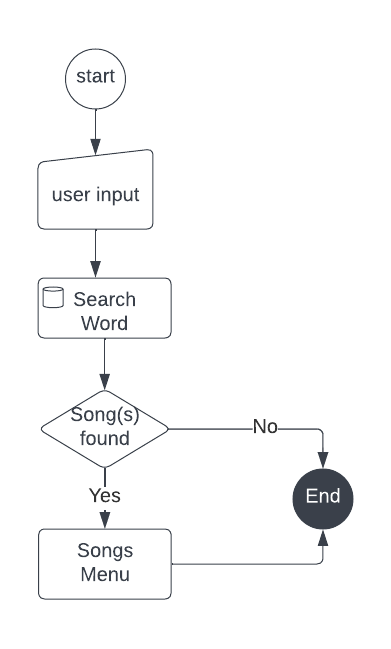 start
user input
Search
Word
Song(s)
found
No
Yes
End
Songs
Menu